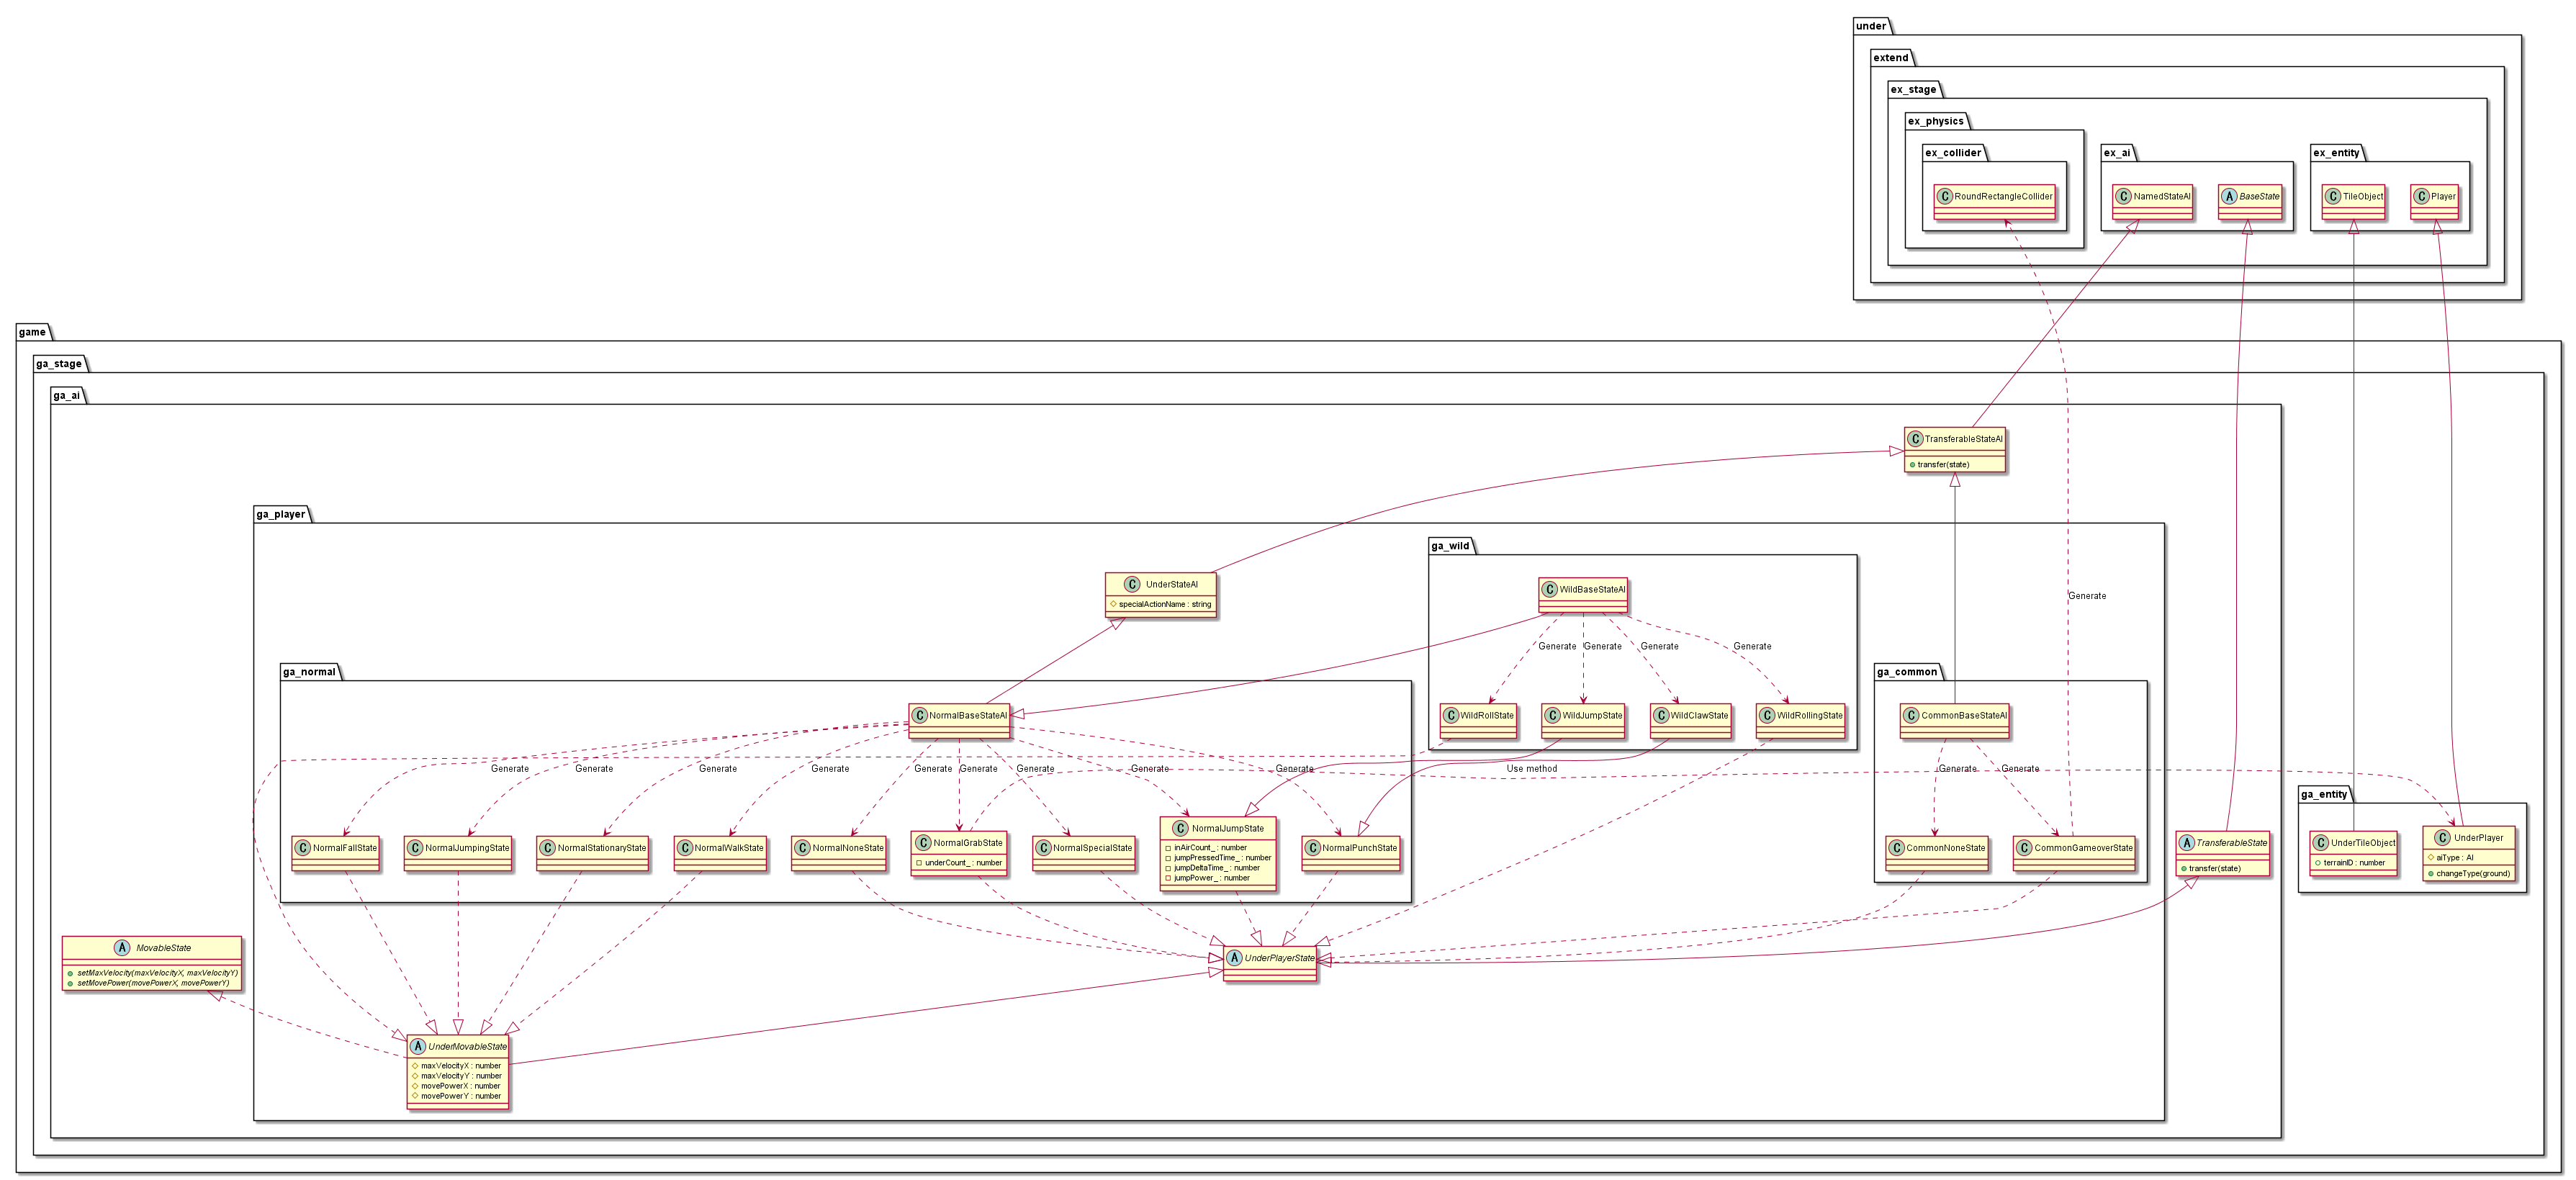 under
extend
ex_stage
ex_physics
ex_collider
C RoundRectangleCollider
ex_ai
C NamedStateAI
A BaseState
ex_entity
C TileObject
C Player
game
ga_stage
ga_ai
C TransferableStateAI
transfer(state)
ga_player
C UnderStateAI
specialActionName : string
ga_wild
C WildBaseStateAI
Generate
Generate
Generate
Generate
C WildRollState
C WildJumpState
C WildClawState
C WildRollingState
Generate
ga_normal
C NormalBaseStateAI
Generate
Generate
Generate
Generate
Generate
Generate
Generate
Generate
Generate
Use method
C NormalFallState
C NormalJumpingState
C NormalStationaryState
C NormalWalkState
C NormalNoneState
C NormalGrabState
underCount_ : number
C NormalSpecialState
C NormalJumpState
inAirCount_ : number
jumpPressedTime_ : number
jumpDeltaTime_ : number
jumpPower_ : number
C NormalPunchState
ga_common
C CommonBaseStateAI
Generate
Generate
C CommonNoneState
C CommonGameoverState
A TransferableState
transfer(state)
ga_entity
C UnderTileObject
terrainID : number
C UnderPlayer
aiType : AI
changeType(ground)
A MovableState
setMaxVelocity(maxVelocityX, maxVelocityY)
setMovePower(movePowerX, movePowerY)
A UnderPlayerState
A UnderMovableState
maxVelocityX : number
maxVelocityY : number
movePowerX : number
movePowerY : number